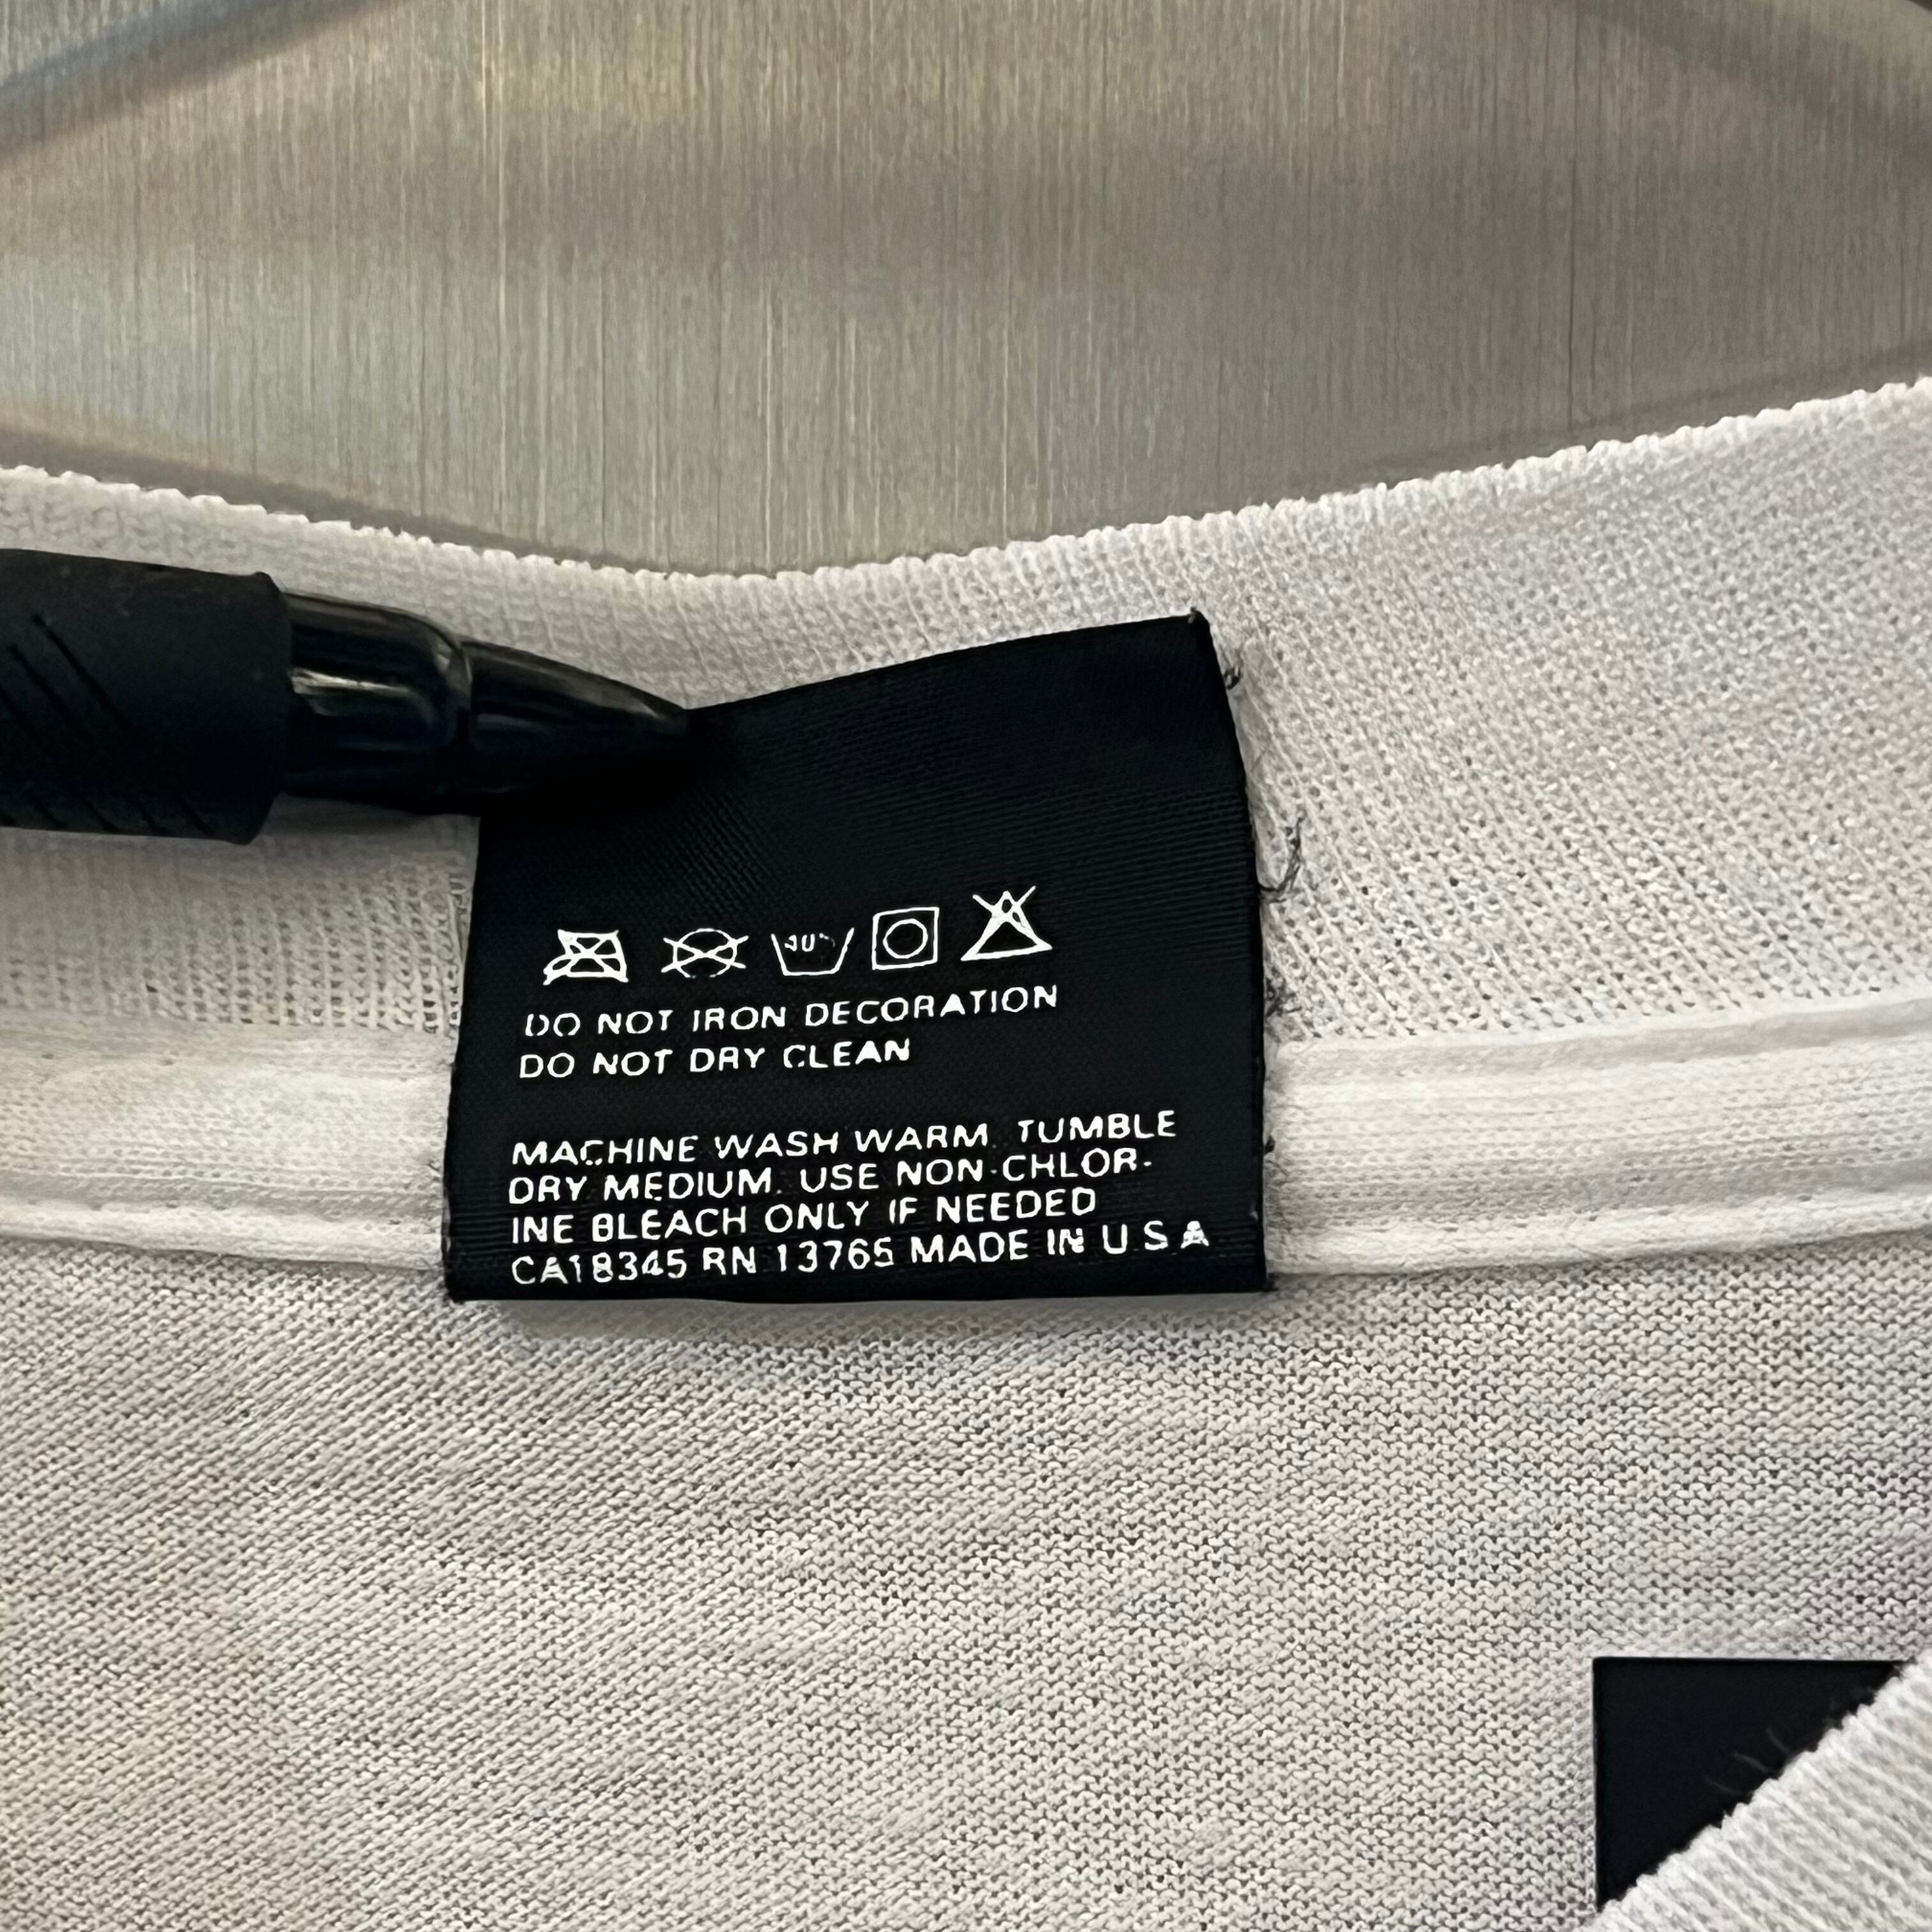 40°
DO NOT IRON DECORATION
DO NOT DRY CLEAN
MACHINE WASH WARM. TUMBLE
DRY MEDIUM. USE NON-CHLOR-
INE BLEACH ONLY IF NEEDED
CA18345 RN 13765 MADE IN U S A